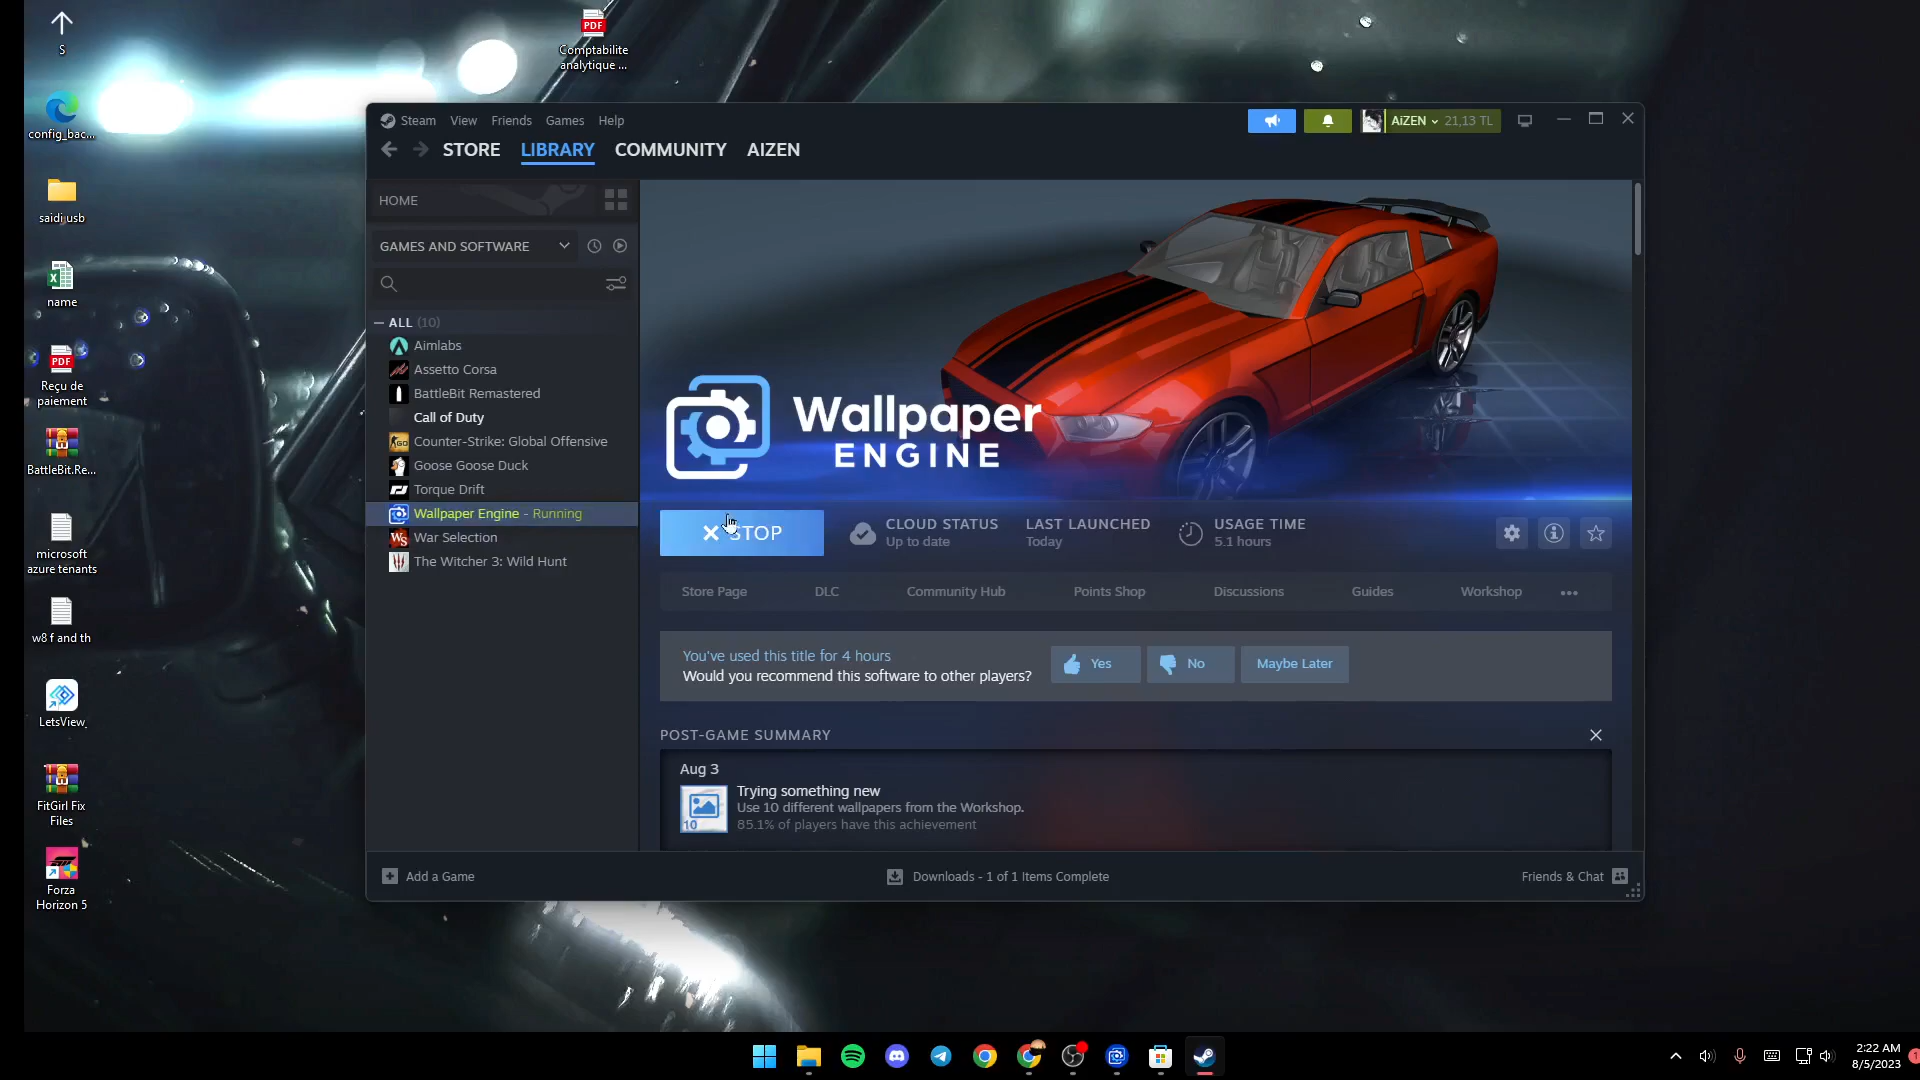 S
config_bac...
saidi usb
name
Reçu de
paiement
BattleBit.Re...
microsoft
azure tenants
w8 f and th
LetsView
FitGirl Fix
Files
Forza
Horizon 5
PDF
Comptabilite
analytique ...
PDF
Steam View Friends Games Help
AiZEN 21,13 TL
STORE LIBRARY COMMUNITY AIZEN
HOME
GAMES AND SOFTWARE
ALL (10)
Aimlabs
Assetto Corsa
BattleBit Remastered
Call of Duty
Counter-Strike: Global Offensive
Goose Goose Duck
Torque Drift
Wallpaper Engine - Running
War Selection
The Witcher 3: Wild Hunt
Wallpaper
ENGINE
STOP
CLOUD STATUS
Up to date
LAST LAUNCHED
Today
USAGE TIME
5.1 hours
Store Page DLC Community Hub Points Shop Discussions Guides Workshop
You've used this title for 4 hours
Would you recommend this software to other players?
Yes No Maybe Later
POST-GAME SUMMARY
Aug 3
10
Trying something new
Use 10 different wallpapers from the Workshop.
85.1% of players have this achievement
Add a Game
Downloads - 1 of 1 Items Complete
Friends & Chat
2:22 AM
8/5/2023
1